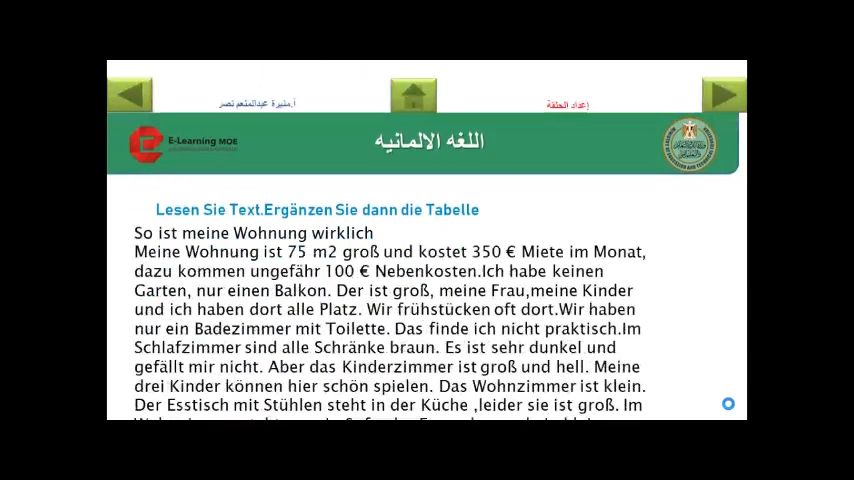 أ.منيرة عبدالمنعم نصر
إعداد الحلقة
E-Learning MOE
اللغه الالمانيه
Lesen Sie Text.Ergänzen Sie dann die Tabelle
So ist meine Wohnung wirklich
Meine Wohnung ist 75 m2 groß und kostet 350 € Miete im Monat,
dazu kommen ungefähr 100 € Nebenkosten.Ich habe keinen
Garten, nur einen Balkon. Der ist groß, meine Frau,meine Kinder
und ich haben dort alle Platz. Wir frühstücken oft dort.Wir haben
nur ein Badezimmer mit Toilette. Das finde ich nicht praktisch.Im
Schlafzimmer sind alle Schränke braun. Es ist sehr dunkel und
gefällt mir nicht. Aber das Kinderzimmer ist groß und hell. Meine
drei Kinder können hier schön spielen. Das Wohnzimmer ist klein.
Der Esstisch mit Stühlen steht in der Küche ,leider sie ist groß. Im